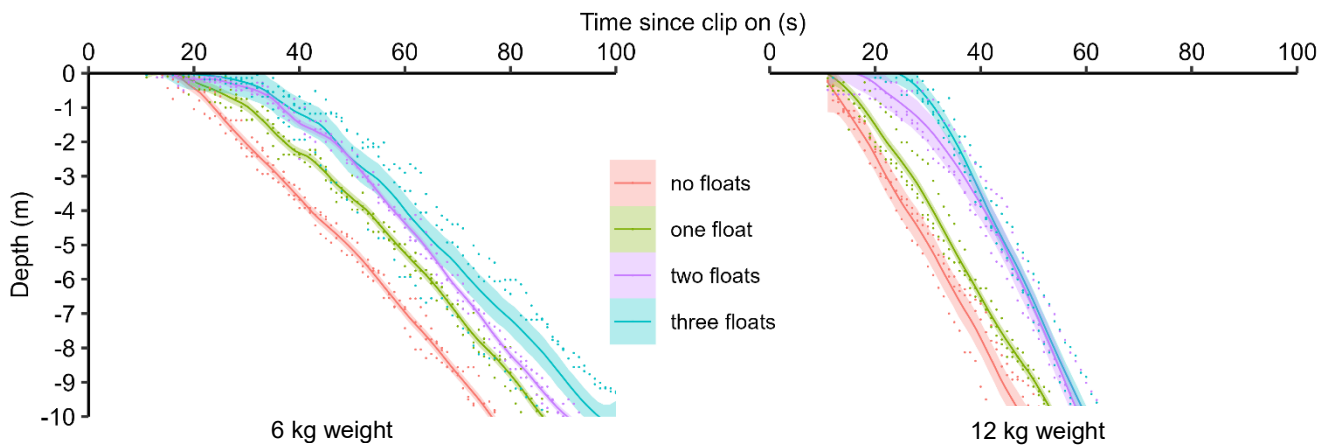 Time since clip on (s)
0 20 40 60 80 100
0 20 40 60 80 100
Depth (m)
0
-1
-2
-3
-4
-5
-6
-7
-8
-9
-10
no floats
one float
two floats
three floats
6 kg weight
12 kg weight